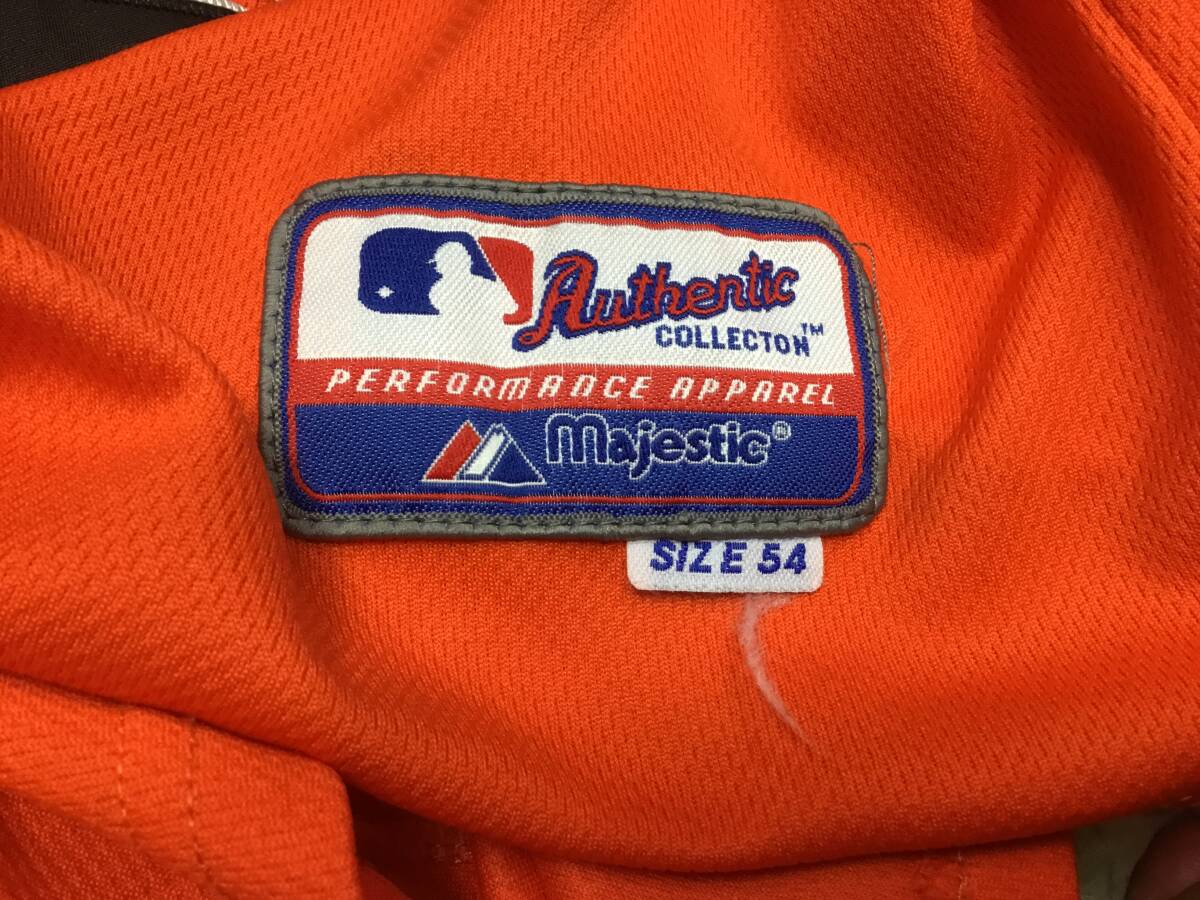 Authentic
COLLECTON™
PERFORMANCE APPAREL
Majestic®
SIZE 54